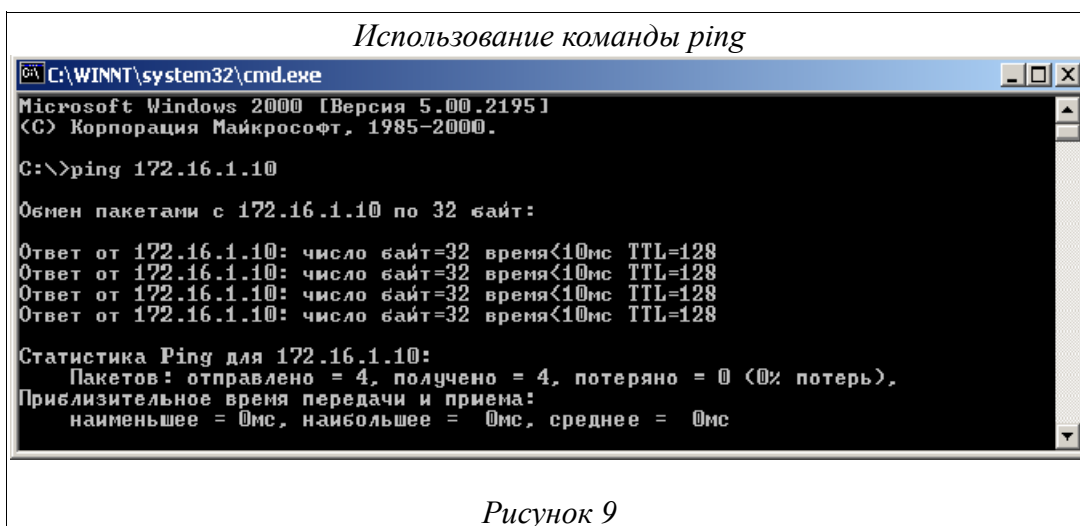 Использование команды ping
C:\WINNT\system32\cmd.exe
Microsoft Windows 2000 [Версия 5.00.2195]
(С) Корпорация Майкрософт, 1985-2000.
C:\>ping 172.16.1.10
Обмен пакетами с 172.16.1.10 по 32 байт:
Ответ от 172.16.1.10: число байт=32 время<10мс TTL=128
Ответ от 172.16.1.10: число байт=32 время<10мс TTL=128
Ответ от 172.16.1.10: число байт=32 время<10мс TTL=128
Ответ от 172.16.1.10: число байт=32 время<10мс TTL=128
Статистика Ping для 172.16.1.10:
Пакетов: отправлено = 4, получено = 4, потеряно = 0 (0% потерь),
Приблизительное время передачи и приема:
наименьшее = 0мс, наибольшее =  0мс, среднее =  0мс
Рисунок 9